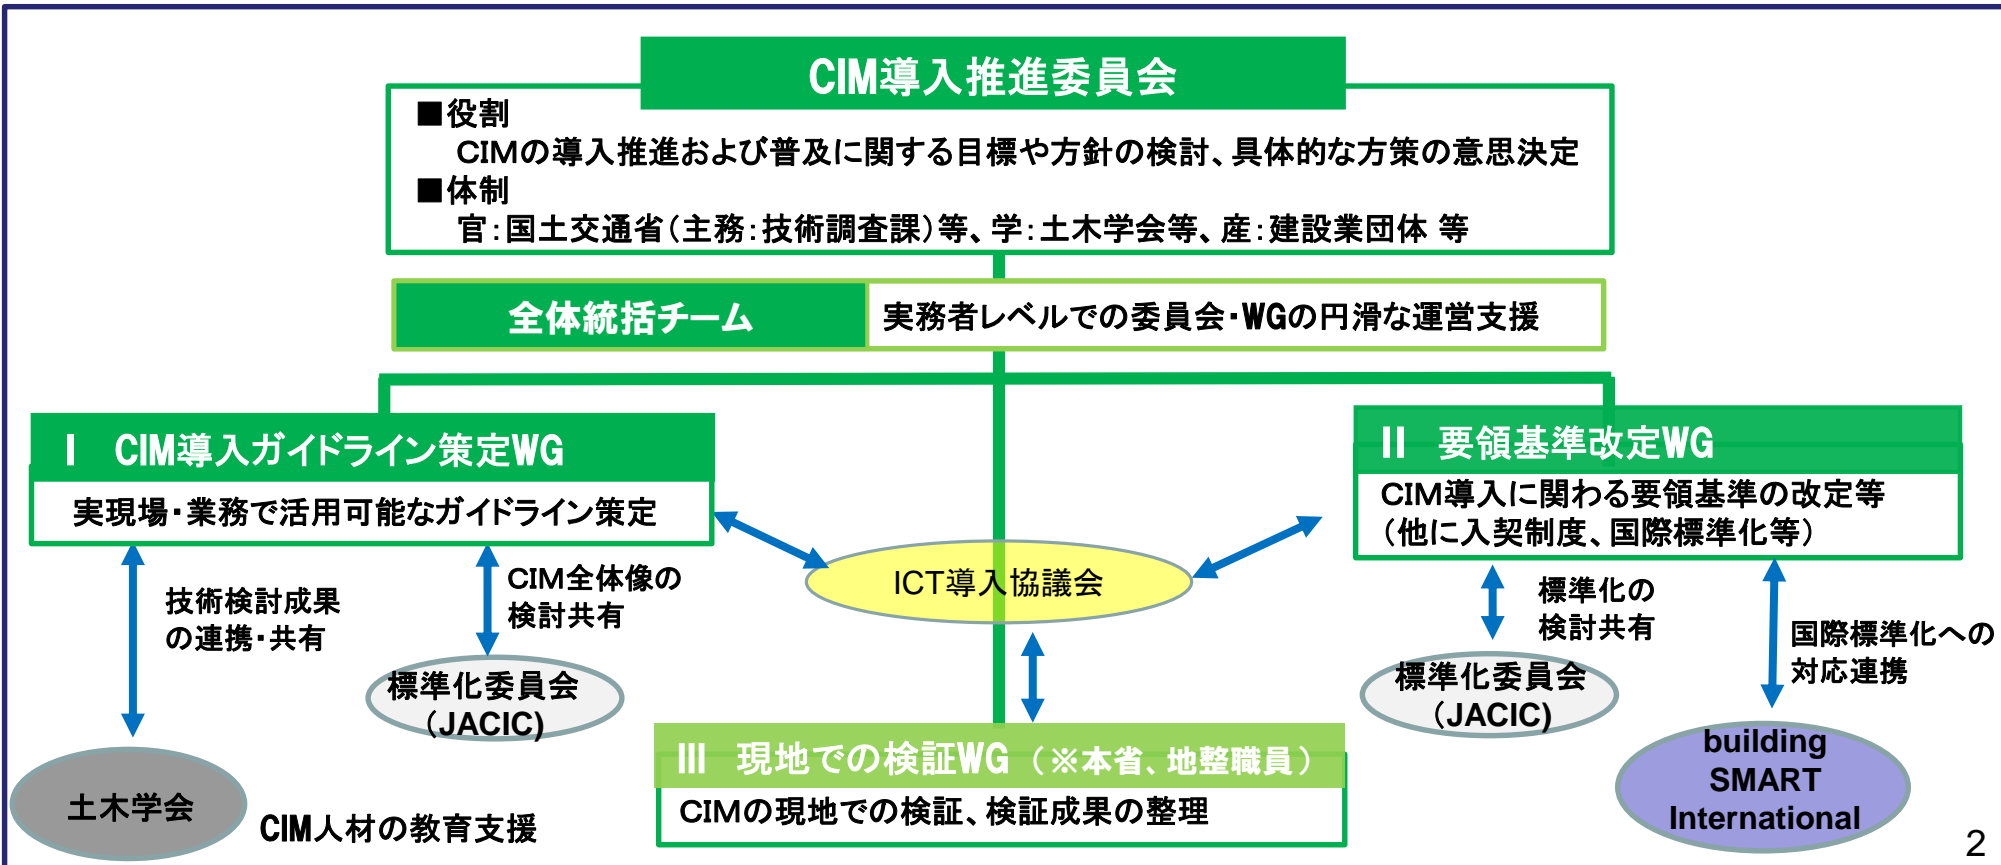 CIM導入推進委員会
■役割
CIMの導入推進および普及に関する目標や方針の検討、具体的な方策の意思決定
■体制
官：国土交通省（主務：技術調査課）等、学：土木学会等、産：建設業団体 等
全体統括チーム
実務者レベルでの委員会・WGの円滑な運営支援
Ⅰ CIM導入ガイドライン策定WG
実現場・業務で活用可能なガイドライン策定
Ⅱ 要領基準改定WG
CIM導入に関わる要領基準の改定等
（他に入契制度、国際標準化等）
ICT導入協議会
技術検討成果
の連携・共有
CIM全体像の
検討共有
標準化の
検討共有
国際標準化への
対応連携
標準化委員会
（JACIC)
標準化委員会
（JACIC)
Ⅲ 現地での検証WG（※本省、地整職員）
CIMの現地での検証、検証成果の整理
土木学会
CIM人材の教育支援
building
SMART
International
2